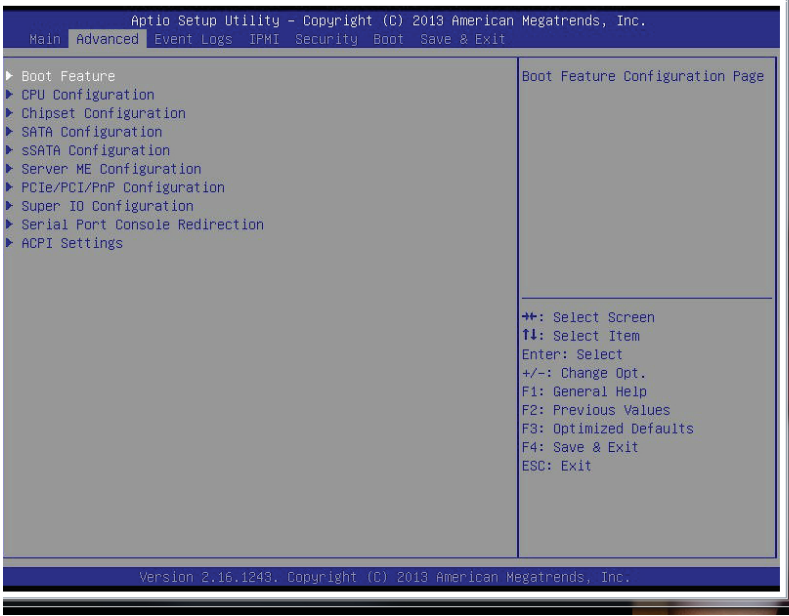 Aptio Setup Utility – Copyright (C) 2013 American Megatrends, Inc.
Main Advanced Event Logs IPMI Security Boot Save & Exit
Boot Feature
CPU Configuration
Chipset Configuration
SATA Configuration
sSATA Configuration
Server ME Configuration
PCIe/PCI/PnP Configuration
Super IO Configuration
Serial Port Console Redirection
ACPI Settings
Boot Feature Configuration Page
→←: Select Screen
↑↓: Select Item
Enter: Select
+/-: Change Opt.
F1: General Help
F2: Previous Values
F3: Optimized Defaults
F4: Save & Exit
ESC: Exit
Version 2.16.1243. Copyright (C) 2013 American Megatrends, Inc.